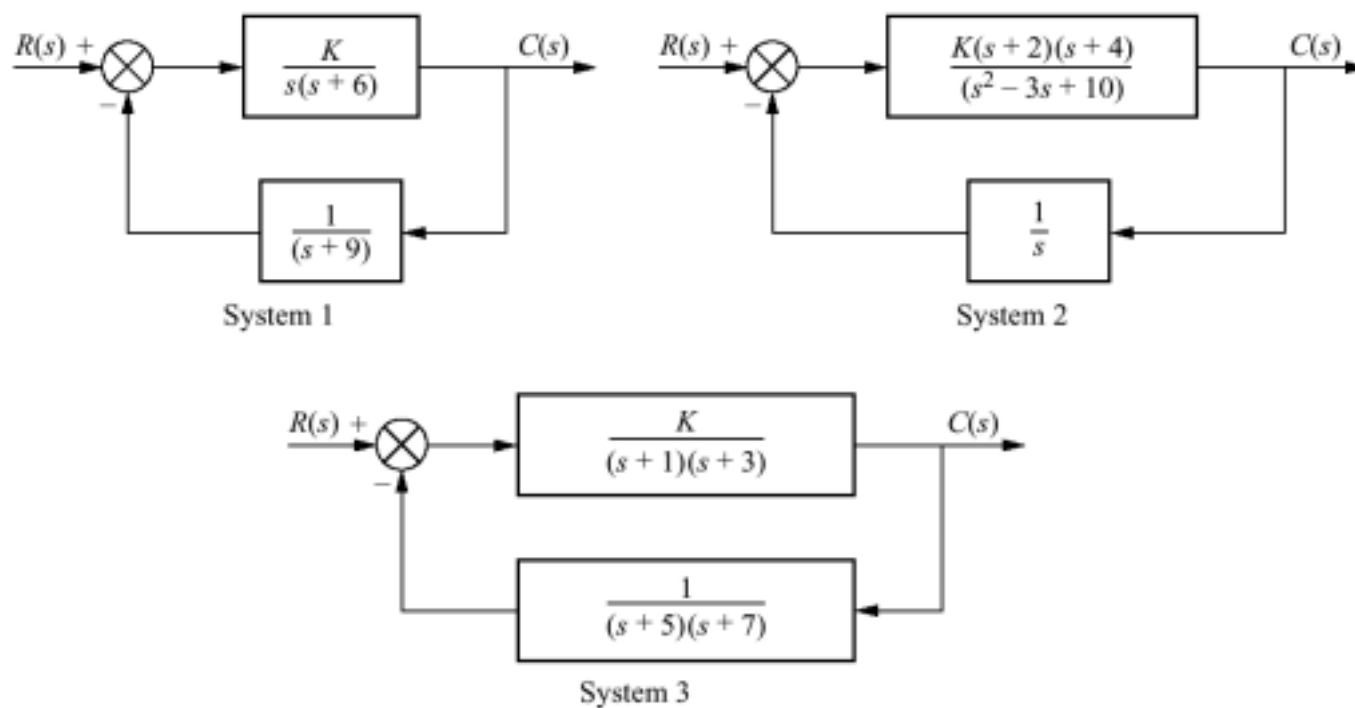 R(s) +
K
s(s + 6)
C(s)
–
1
(s + 9)
System 1
R(s) +
K(s + 2)(s + 4)
(s² – 3s + 10)
C(s)
–
1
s
System 2
R(s) +
K
(s + 1)(s + 3)
C(s)
–
1
(s + 5)(s + 7)
System 3